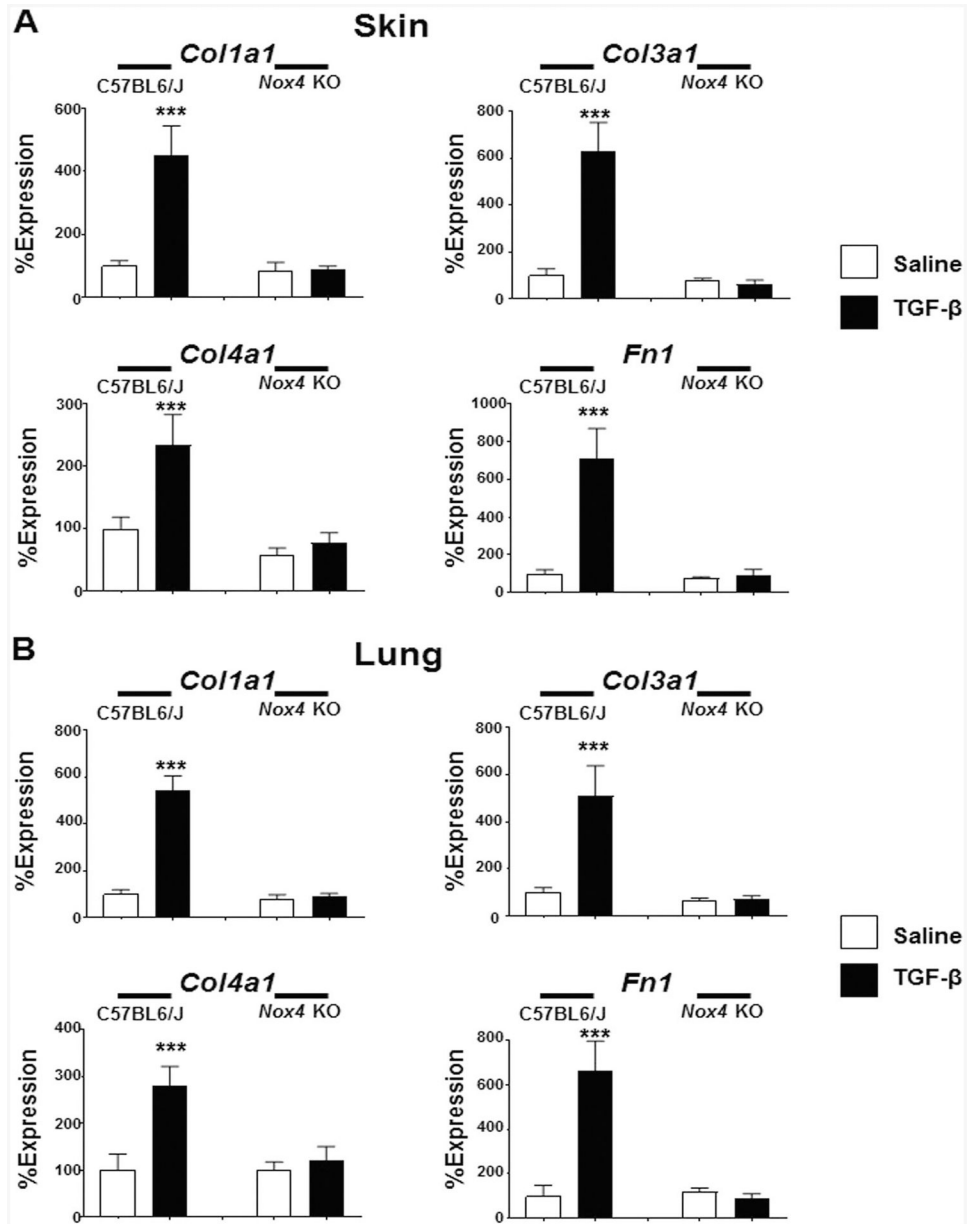 A
Skin
Col1a1
C57BL6/J
Nox4 KO
%Expression
600
400
200
0
***
Col3a1
C57BL6/J
Nox4 KO
%Expression
800
600
400
200
0
***
Saline
TGF-β
Col4a1
C57BL6/J
Nox4 KO
%Expression
300
200
100
0
***
Fn1
C57BL6/J
Nox4 KO
%Expression
1000
800
600
400
200
0
***
B
Lung
Col1a1
C57BL6/J
Nox4 KO
%Expression
800
600
400
200
0
***
Col3a1
C57BL6/J
Nox4 KO
%Expression
800
600
400
200
0
***
Saline
TGF-β
Col4a1
C57BL6/J
Nox4 KO
%Expression
400
300
200
100
0
***
Fn1
C57BL6/J
Nox4 KO
%Expression
800
600
400
200
0
***